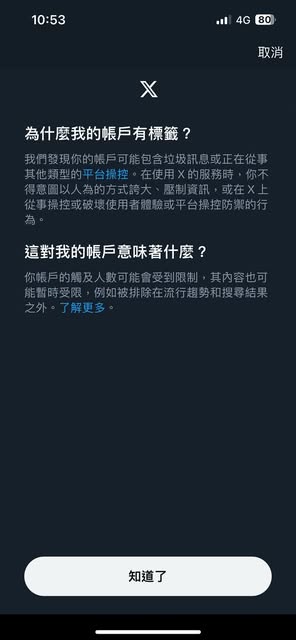 10:53
4G 80
取消
X
為什麼我的帳戶有標籤？
我們發現你的帳戶可能包含垃圾訊息或正在從事
其他類型的平台操控。在使用 X 的服務時，你不
得意圖以人為的方式誇大、壓制資訊，或在 X 上
從事操控或破壞使用者體驗或平台操控防禦的行
為。
這對我的帳戶意味著什麼？
你帳戶的觸及人數可能會受到限制，其內容也可
能暫時受限，例如被排除在流行趨勢和搜尋結果
之外。了解更多。
知道了